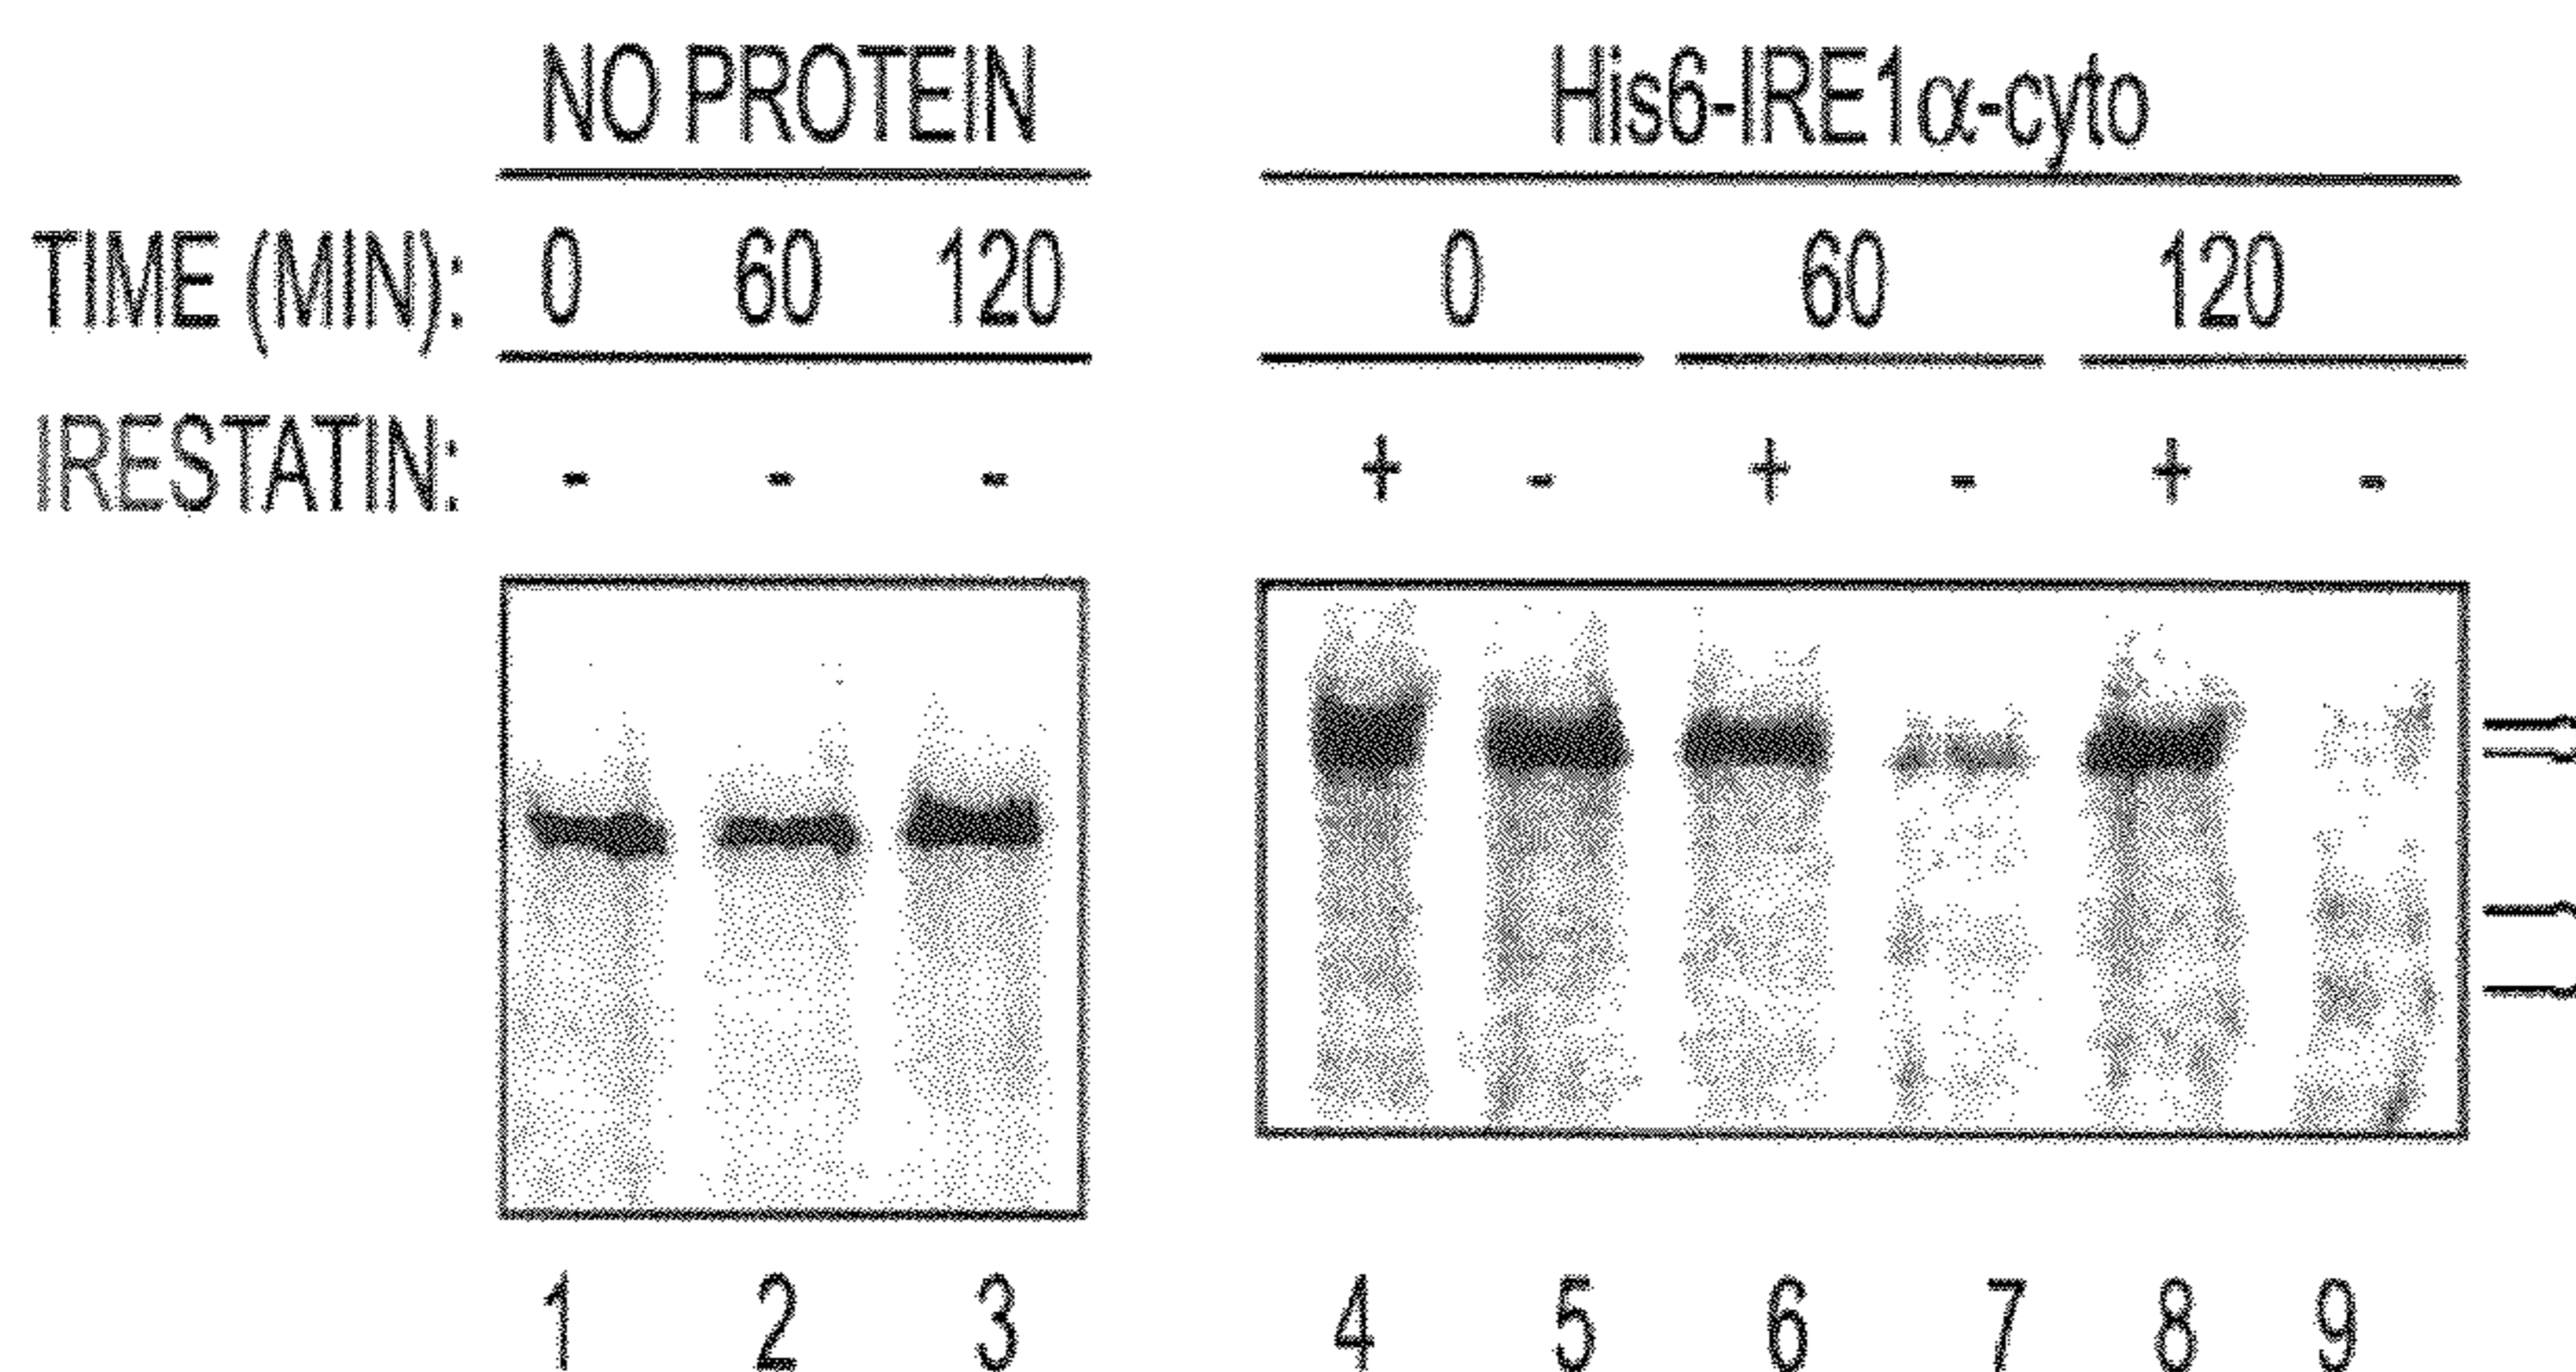 NO PROTEIN His6-IRE1α-cyto
TIME (MIN): 0 60 120 0 60 120
IRESTATIN: - - - + - + - + -
1 2 3 4 5 6 7 8 9